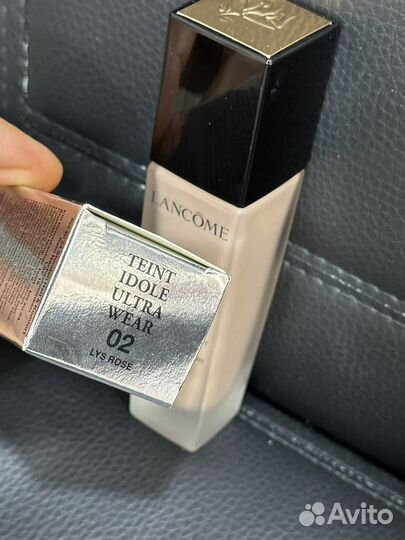 LANCÔME
TEINT
IDOLE
ULTRA
WEAR
02
LYS ROSE
Avito